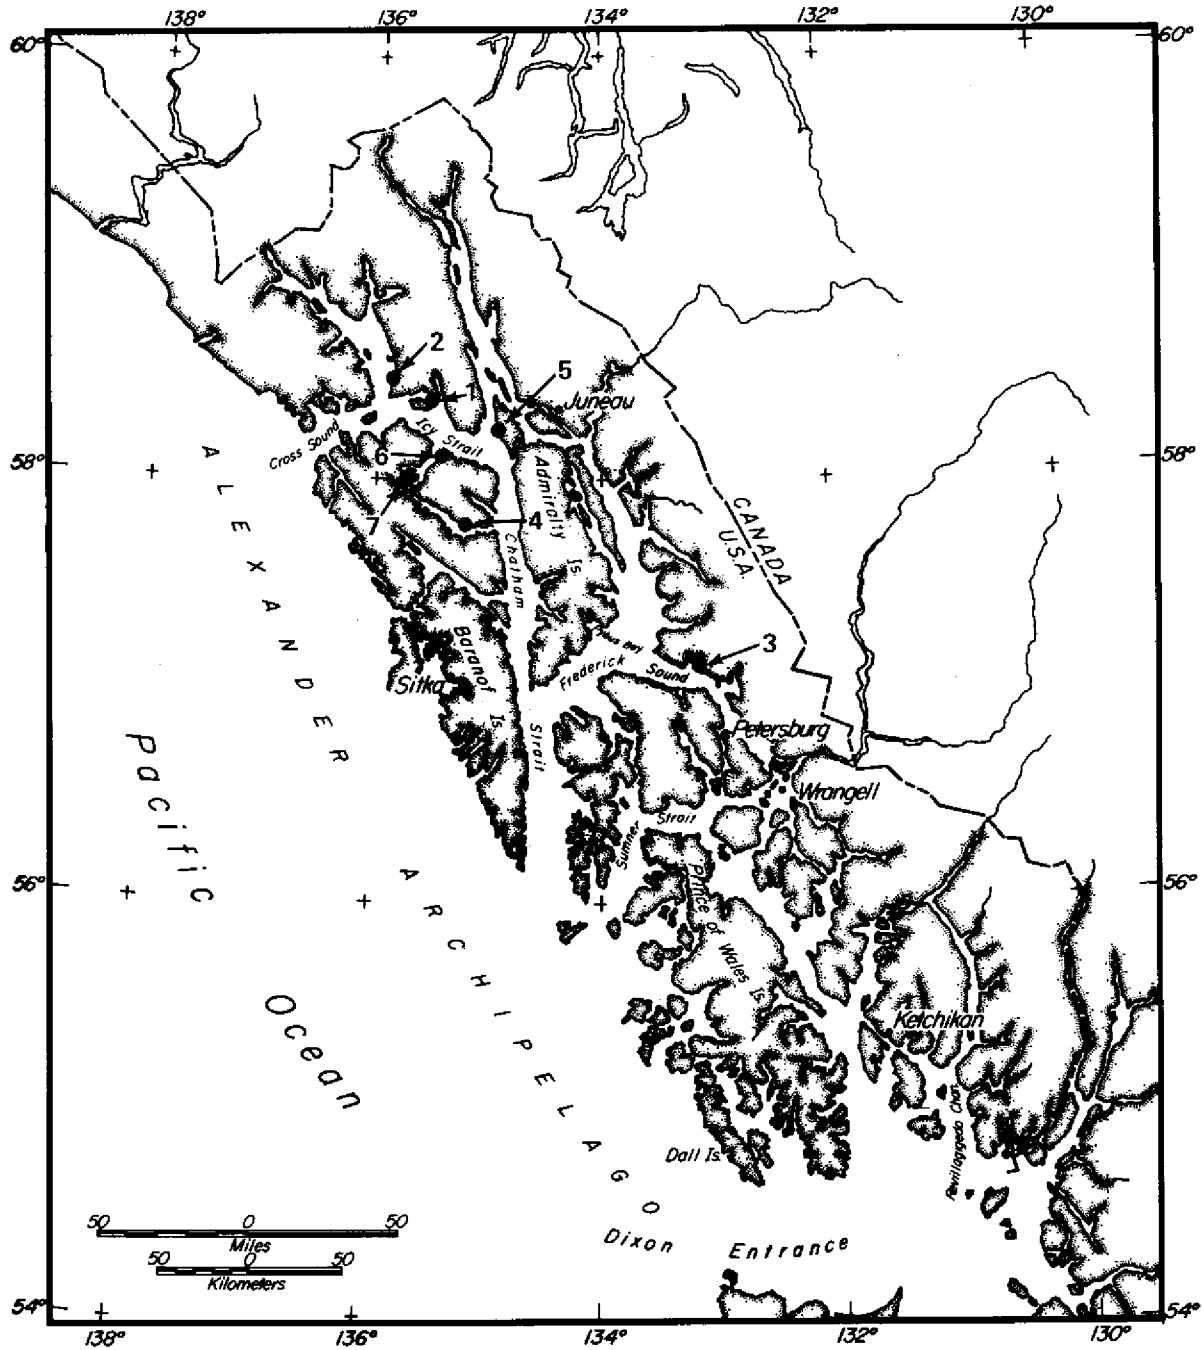 138° 136° 134° 132° 130°
60° 60°
2
5
1
Juneau
Icy Strait
Cross Sound
6
58° 58°
Admiralty Is.
7
4
CANADA
U.S.A.
Chatham
Strait
ALEXANDER
ARCHIPELAGO
3
Frederick
Sound
Baranof Is.
Sitka
Petersburg
Wrangell
Pacific
Ocean
Sumner
Strait
56° 56°
Prince of Wales Is.
Ketchikan
Revillagigedo Chan.
Dall Is.
50 0 50
Miles
50 0 50
Kilometers
Dixon Entrance
54° 54°
138° 136° 134° 132° 130°